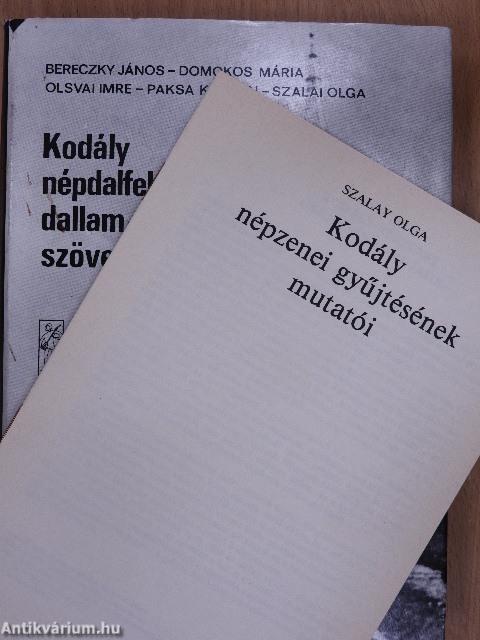 BERECZKY JÁNOS – DOMOKOS MÁRIA
OLSVAI IMRE – PAKSA K – SZALAI OLGA
Kodály
népdalfel
dallam
szöve
SZALAY OLGA
Kodály
népzenei gyűjtésének
mutatói
Antikvárium.hu